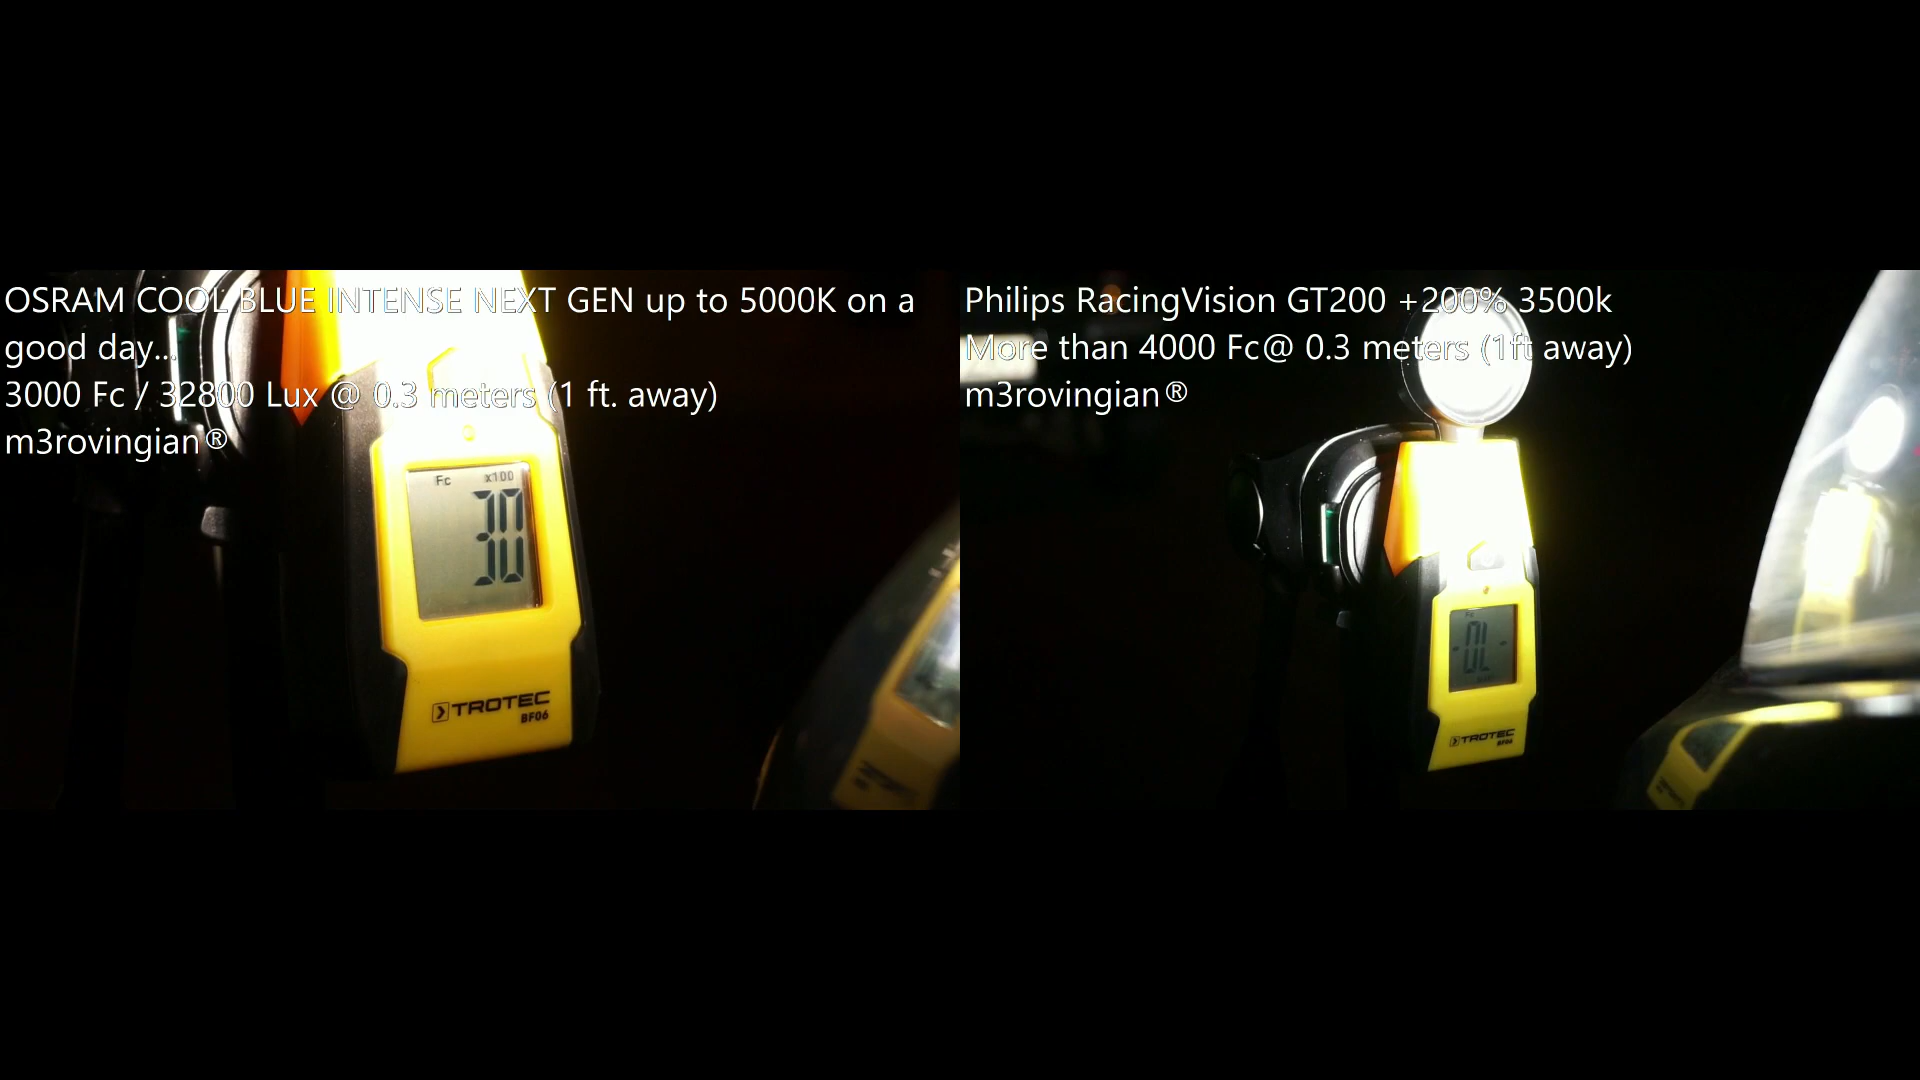 OSRAM COOL BLUE INTENSE NEXT GEN up to 5000K on a
good day...
3000 Fc / 32800 Lux @ 0.3 meters (1 ft. away)
m3rovingian®
Fc x100
30
TROTEC
BF06
Philips RacingVision GT200 +200% 3500k
More than 4000 Fc@ 0.3 meters (1ft away)
m3rovingian®
Fc
OL
TROTEC
BF06